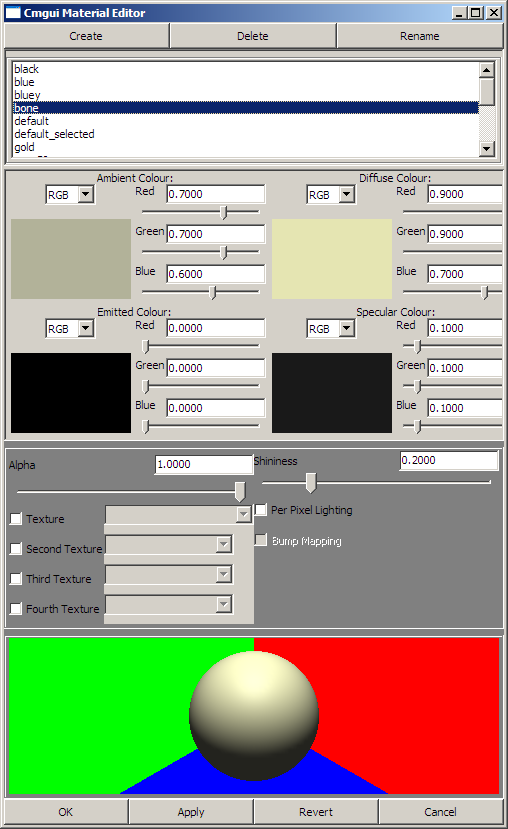 Cmgui Material Editor
Create Delete Rename
black
blue
bluey
bone
default
default_selected
gold
Ambient Colour: Diffuse Colour:
RGB Red 0.7000 RGB Red 0.9000
Green 0.7000 Green 0.9000
Blue 0.6000 Blue 0.7000
Emitted Colour: Specular Colour:
RGB Red 0.0000 RGB Red 0.1000
Green 0.0000 Green 0.1000
Blue 0.0000 Blue 0.1000
Alpha 1.0000 Shininess 0.2000
Texture Per Pixel Lighting
Second Texture Bump Mapping
Third Texture
Fourth Texture
OK Apply Revert Cancel